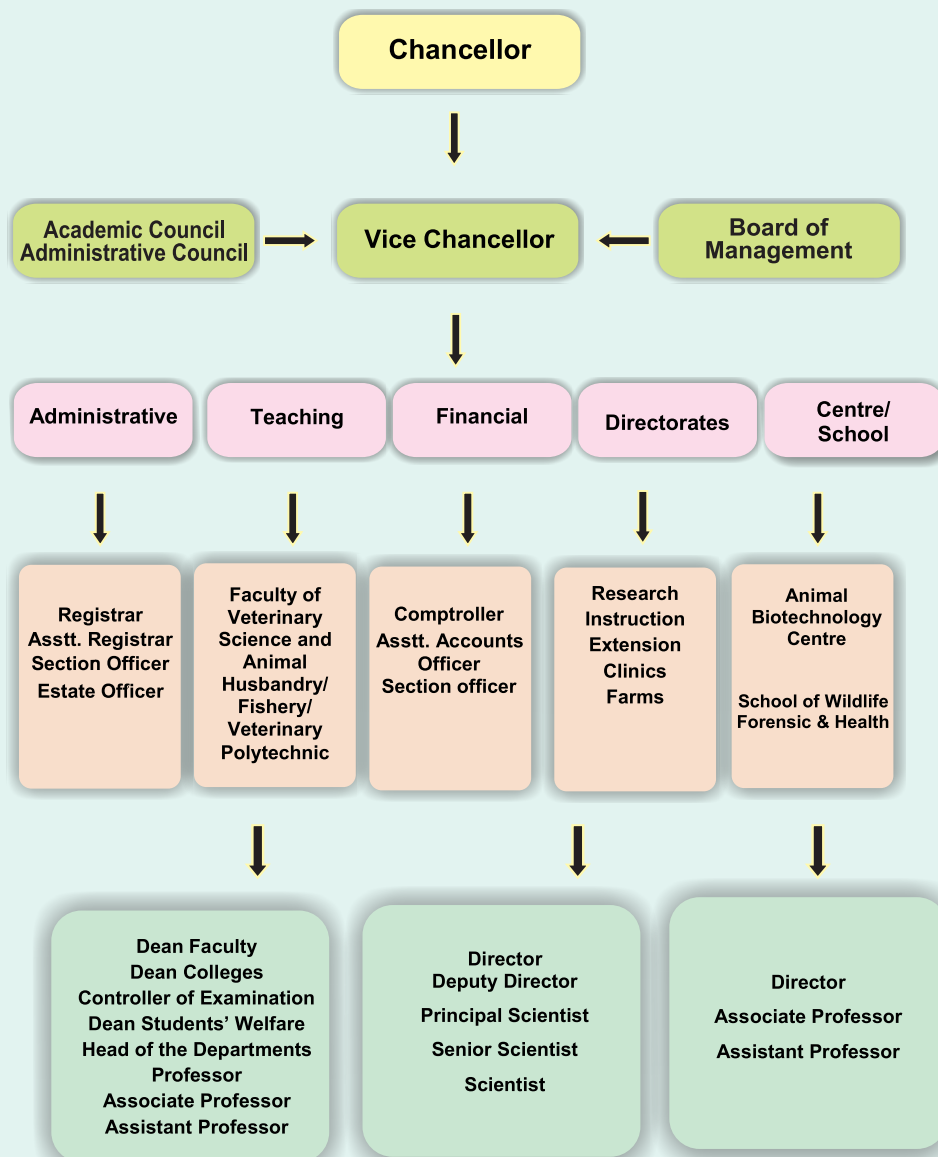 Chancellor
Academic Council
Administrative Council
Vice Chancellor
Board of
Management
Administrative
Teaching
Financial
Directorates
Centre/
School
Registrar
Asstt. Registrar
Section Officer
Estate Officer
Faculty of
Veterinary
Science and
Animal
Husbandry/
Fishery/
Veterinary
Polytechnic
Comptroller
Asstt. Accounts
Officer
Section officer
Research
Instruction
Extension
Clinics
Farms
Animal
Biotechnology
Centre
School of Wildlife
Forensic & Health
Dean Faculty
Dean Colleges
Controller of Examination
Dean Students’ Welfare
Head of the Departments
Professor
Associate Professor
Assistant Professor
Director
Deputy Director
Principal Scientist
Senior Scientist
Scientist
Director
Associate Professor
Assistant Professor